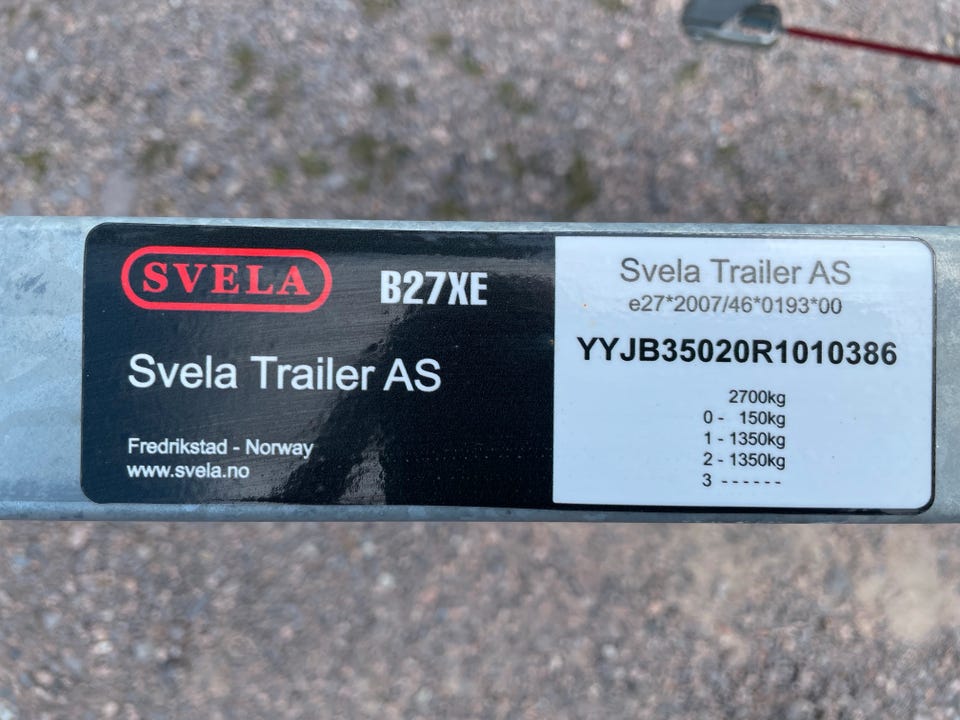 SVELA
B27XE
Svela Trailer AS
Fredrikstad - Norway
www.svela.no
Svela Trailer AS
e27*2007/46*0193*00
YYJB35020R1010386
2700kg
0 - 150kg
1 - 1350kg
2 - 1350kg
3 - - - - - -